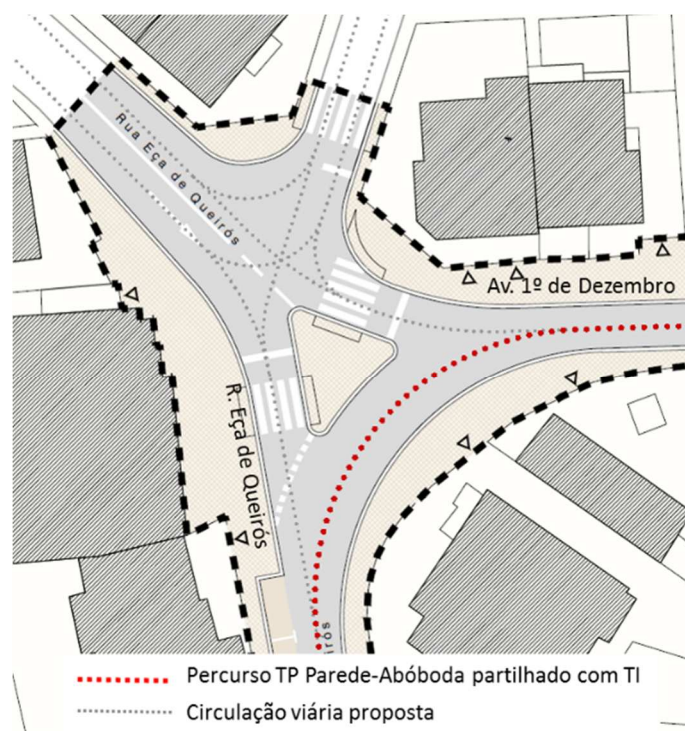 Rua Eça de Queirós
Av. 1º de Dezembro
R. Eça de Queirós
irós
Percurso TP Parede-Abóboda partilhado com TI
Circulação viária proposta